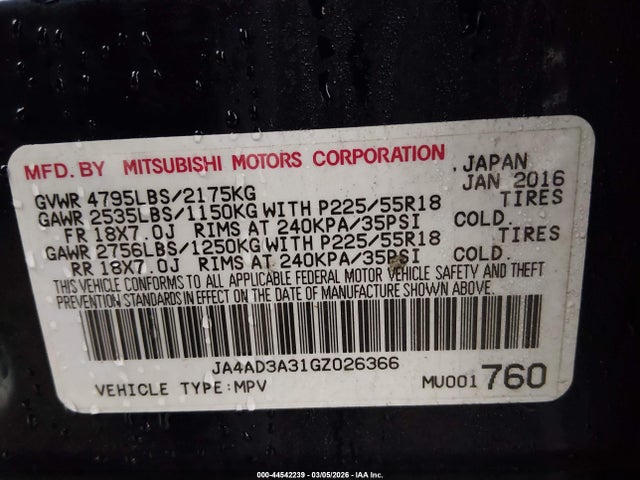 MFD. BY MITSUBISHI MOTORS CORPORATION , JAPAN
GVWR 4795LBS/2175KG JAN 2016
GAWR 2535LBS/1150KG WITH P225/55R18 TIRES
FR 18X7.0J RIMS AT 240KPA/35PSI COLD.
GAWR 2756LBS/1250KG WITH P225/55R18 TIRES
RR 18X7.0J RIMS AT 240KPA/35PSI COLD.
THIS VEHICLE CONFORMS TO ALL APPLICABLE FEDERAL MOTOR VEHICLE SAFETY AND THEFT
PREVENTION STANDARDS IN EFFECT ON THE DATE OF MANUFACTURE SHOWN ABOVE.
JA4AD3A31GZ026366
VEHICLE TYPE:MPV MU001760
000-44542239 - 03/05/2026 - IAA Inc.